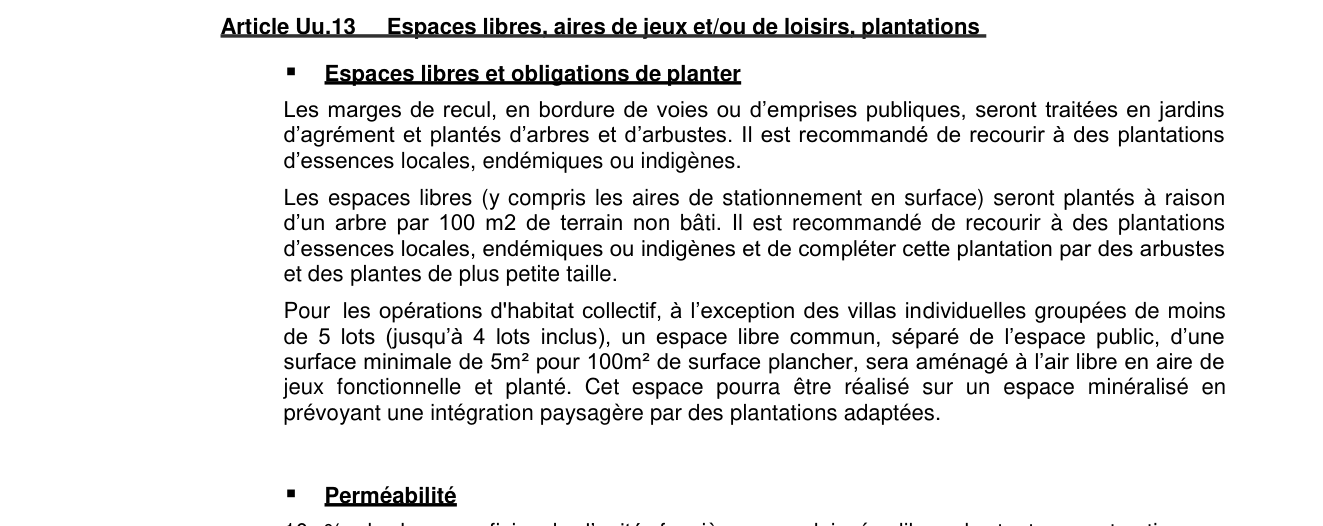 Article Uu.13 Espaces libres, aires de jeux et/ou de loisirs, plantations
▪ Espaces libres et obligations de planter
Les marges de recul, en bordure de voies ou d’emprises publiques, seront traitées en jardins
d’agrément et plantés d’arbres et d’arbustes. Il est recommandé de recourir à des plantations
d’essences locales, endémiques ou indigènes.
Les espaces libres (y compris les aires de stationnement en surface) seront plantés à raison
d’un arbre par 100 m2 de terrain non bâti. Il est recommandé de recourir à des plantations
d’essences locales, endémiques ou indigènes et de compléter cette plantation par des arbustes
et des plantes de plus petite taille.
Pour les opérations d'habitat collectif, à l’exception des villas individuelles groupées de moins
de 5 lots (jusqu’à 4 lots inclus), un espace libre commun, séparé de l’espace public, d’une
surface minimale de 5m² pour 100m² de surface plancher, sera aménagé à l’air libre en aire de
jeux fonctionnelle et planté. Cet espace pourra être réalisé sur un espace minéralisé en
prévoyant une intégration paysagère par des plantations adaptées.
▪ Perméabilité